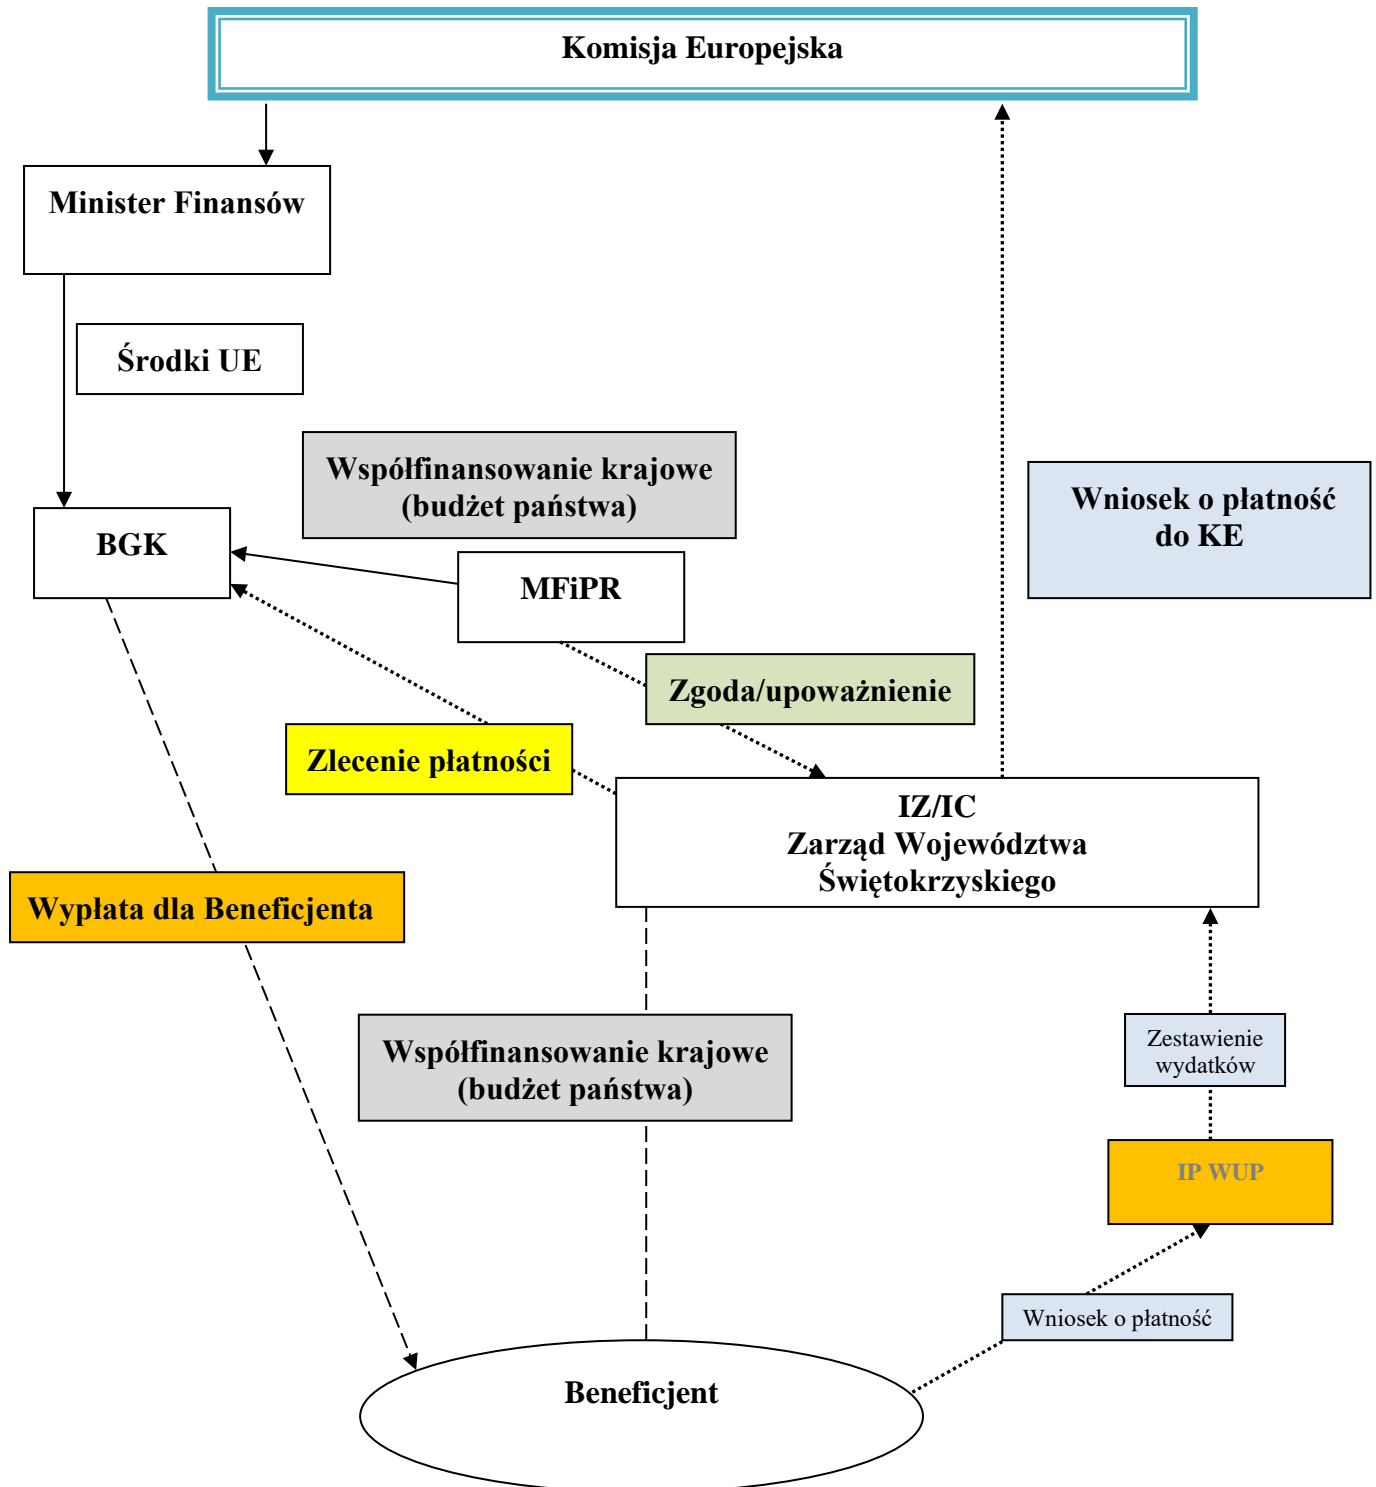 Komisja Europejska
Minister Finansów
Środki UE
Współfinansowanie krajowe
(budżet państwa)
Wniosek o płatność
do KE
BGK
MFiPR
Zgoda/upoważnienie
Zlecenie płatności
IZ/IC
Zarząd Województwa
Świętokrzyskiego
Wypłata dla Beneficjenta
Współfinansowanie krajowe
(budżet państwa)
Zestawienie
wydatków
IP WUP
Wniosek o płatność
Beneficjent